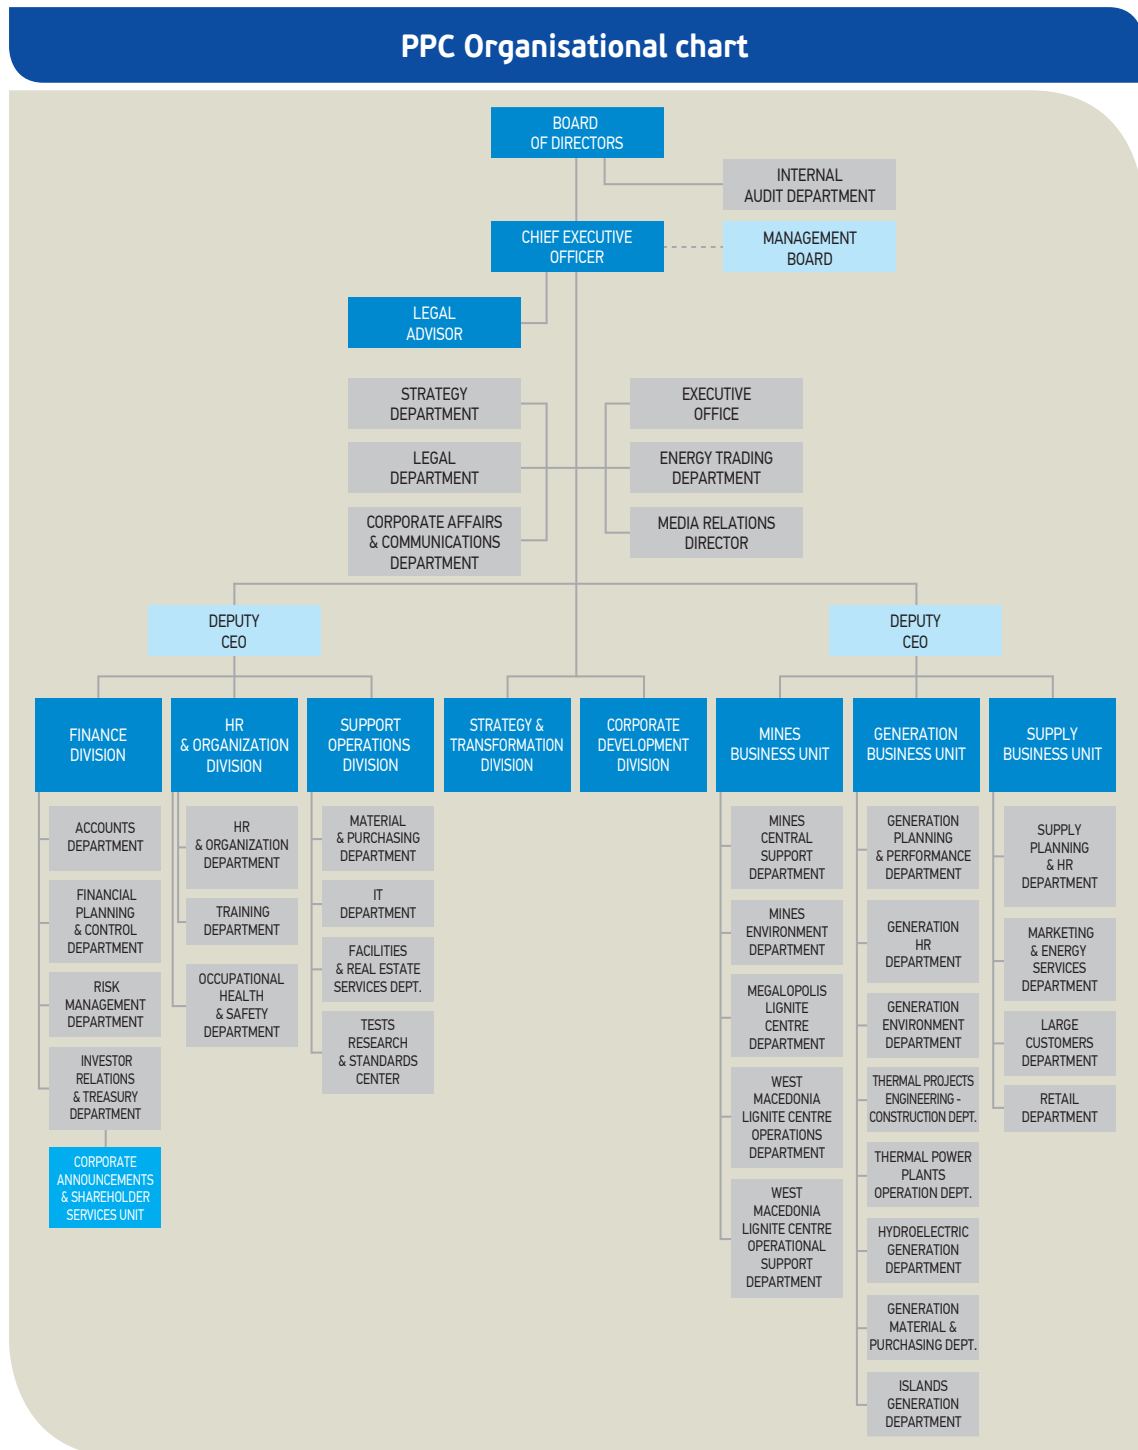 PPC Organisational chart
BOARD
OF DIRECTORS
INTERNAL
AUDIT DEPARTMENT
CHIEF EXECUTIVE
OFFICER
MANAGEMENT
BOARD
LEGAL
ADVISOR
STRATEGY
DEPARTMENT
EXECUTIVE
OFFICE
LEGAL
DEPARTMENT
ENERGY TRADING
DEPARTMENT
CORPORATE AFFAIRS
& COMMUNICATIONS
DEPARTMENT
MEDIA RELATIONS
DIRECTOR
DEPUTY
CEO
DEPUTY
CEO
FINANCE
DIVISION
HR
& ORGANIZATION
DIVISION
SUPPORT
OPERATIONS
DIVISION
STRATEGY &
TRANSFORMATION
DIVISION
CORPORATE
DEVELOPMENT
DIVISION
MINES
BUSINESS UNIT
GENERATION
BUSINESS UNIT
SUPPLY
BUSINESS UNIT
ACCOUNTS
DEPARTMENT
FINANCIAL
PLANNING
& CONTROL
DEPARTMENT
RISK
MANAGEMENT
DEPARTMENT
INVESTOR
RELATIONS
& TREASURY
DEPARTMENT
CORPORATE
ANNOUNCEMENTS
& SHAREHOLDER
SERVICES UNIT
HR
& ORGANIZATION
DEPARTMENT
TRAINING
DEPARTMENT
OCCUPATIONAL
HEALTH
& SAFETY
DEPARTMENT
MATERIAL
& PURCHASING
DEPARTMENT
IT
DEPARTMENT
FACILITIES
& REAL ESTATE
SERVICES DEPT.
TESTS
RESEARCH
& STANDARDS
CENTER
MINES
CENTRAL
SUPPORT
DEPARTMENT
MINES
ENVIRONMENT
DEPARTMENT
MEGALOPOLIS
LIGNITE
CENTRE
DEPARTMENT
WEST
MACEDONIA
LIGNITE CENTRE
OPERATIONS
DEPARTMENT
WEST
MACEDONIA
LIGNITE CENTRE
OPERATIONAL
SUPPORT
DEPARTMENT
GENERATION
PLANNING
& PERFORMANCE
DEPARTMENT
GENERATION
HR
DEPARTMENT
GENERATION
ENVIRONMENT
DEPARTMENT
THERMAL PROJECTS
ENGINEERING -
CONSTRUCTION DEPT.
THERMAL POWER
PLANTS
OPERATION DEPT.
HYDROELECTRIC
GENERATION
DEPARTMENT
GENERATION
MATERIAL &
PURCHASING DEPT.
ISLANDS
GENERATION
DEPARTMENT
SUPPLY
PLANNING
& HR
DEPARTMENT
MARKETING
& ENERGY
SERVICES
DEPARTMENT
LARGE
CUSTOMERS
DEPARTMENT
RETAIL
DEPARTMENT